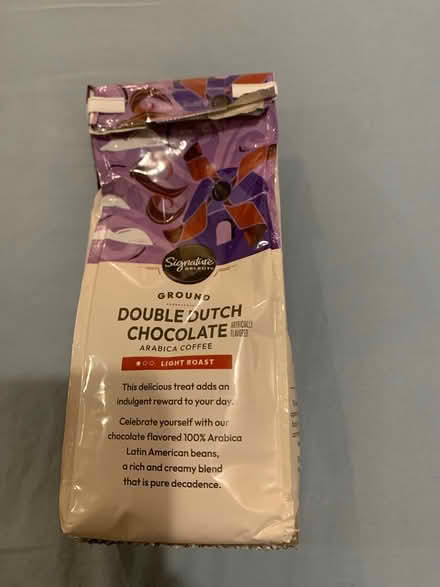 Signature
SELECT
GROUND
DOUBLE DUTCH
CHOCOLATE
ARTIFICIALLY
FLAVORED
ARABICA COFFEE
LIGHT ROAST
This delicious treat adds an
indulgent reward to your day.
Celebrate yourself with our
chocolate flavored 100% Arabica
Latin American beans,
a rich and creamy blend
that is pure decadence.